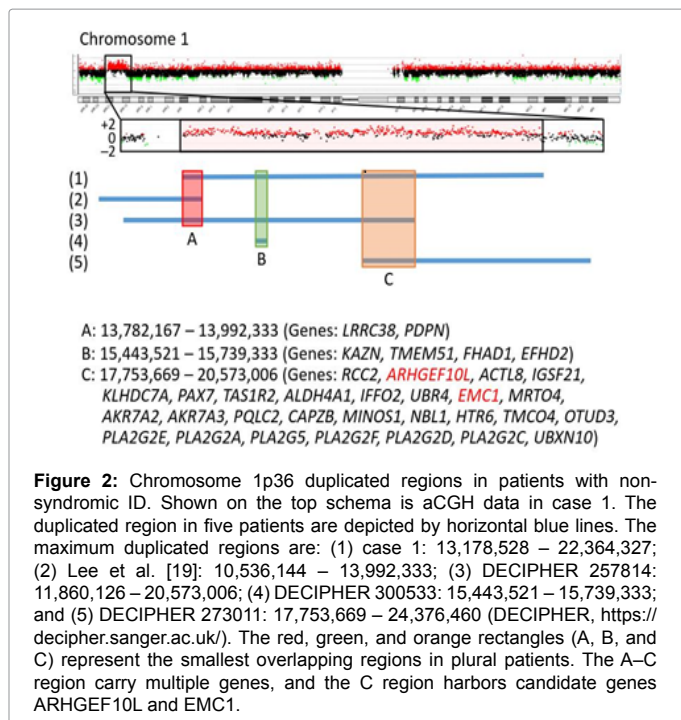 Chromosome 1
+2
0
−2
(1)
(2)
(3)
(4)
(5)
A
B
C
A: 13,782,167 – 13,992,333 (Genes: LRRC38, PDPN)
B: 15,443,521 – 15,739,333 (Genes: KAZN, TMEM51, FHAD1, EFHD2)
C: 17,753,669 – 20,573,006 (Genes: RCC2, ARHGEF10L, ACTL8, IGSF21,
KLHDC7A, PAX7, TAS1R2, ALDH4A1, IFFO2, UBR4, EMC1, MRTO4,
AKR7A2, AKR7A3, PQLC2, CAPZB, MINOS1, NBL1, HTR6, TMCO4, OTUD3,
PLA2G2E, PLA2G2A, PLA2G5, PLA2G2F, PLA2G2D, PLA2G2C, UBXN10)
Figure 2: Chromosome 1p36 duplicated regions in patients with non-
syndromic ID. Shown on the top schema is aCGH data in case 1. The
duplicated region in five patients are depicted by horizontal blue lines. The
maximum duplicated regions are: (1) case 1: 13,178,528 – 22,364,327;
(2) Lee et al. [19]: 10,536,144 – 13,992,333; (3) DECIPHER 257814:
11,860,126 – 20,573,006; (4) DECIPHER 300533: 15,443,521 – 15,739,333;
and (5) DECIPHER 273011: 17,753,669 – 24,376,460 (DECIPHER, https://
decipher.sanger.ac.uk/). The red, green, and orange rectangles (A, B, and
C) represent the smallest overlapping regions in plural patients. The A–C
region carry multiple genes, and the C region harbors candidate genes
ARHGEF10L and EMC1.